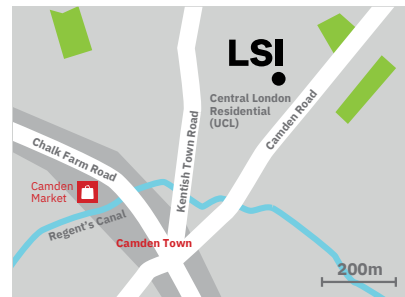 LSI
Central London
Residential
(UCL)
Camden Road
Kentish Town Road
Chalk Farm Road
Camden
Market
Regent's Canal
Camden Town
200m